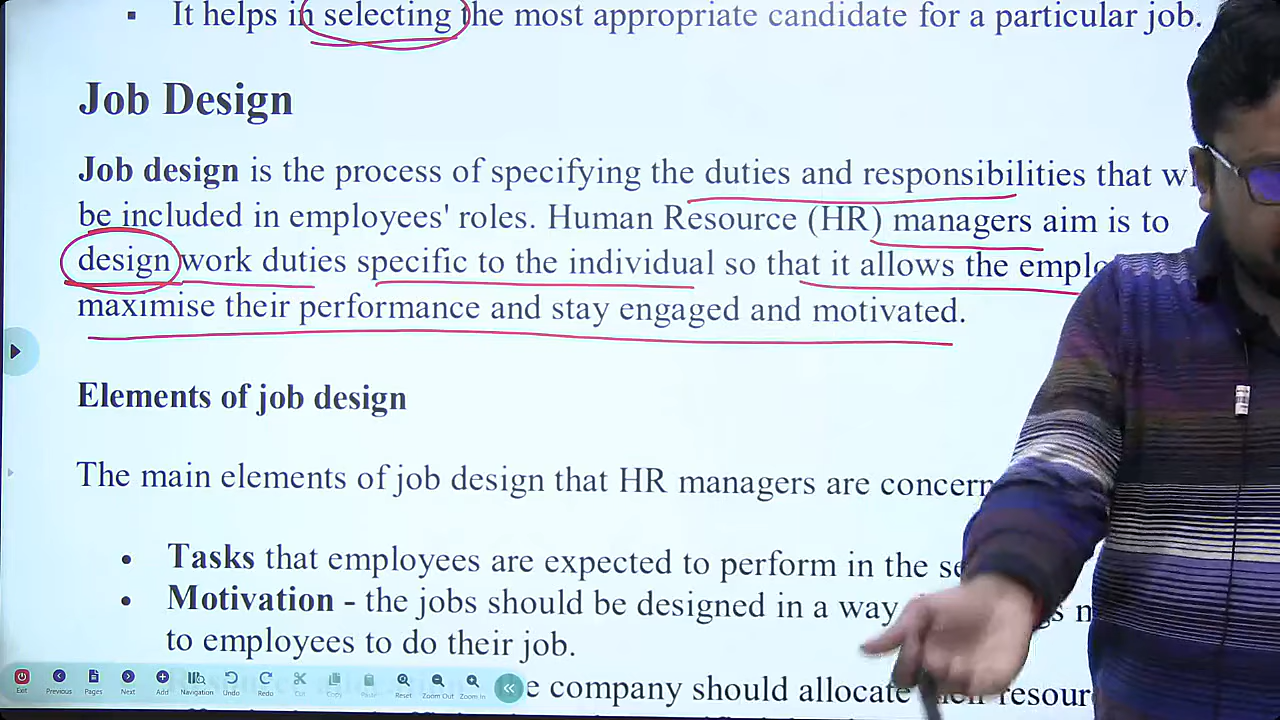 ▪ It helps in selecting the most appropriate candidate for a particular job.
Job Design
Job design is the process of specifying the duties and responsibilities that
be included in employees' roles. Human Resource (HR) managers aim is to
design work duties specific to the individual so that it allows the
maximise their performance and stay engaged and motivated.
Elements of job design
The main elements of job design that HR managers are
• Tasks that employees are expected to perform in the
• Motivation - the jobs should be designed in a way
to employees to do their job.
company should allocate
Exit Previous Pages Next Add Navigation Undo Redo Cut Copy Paste Reset Zoom Out Zoom In